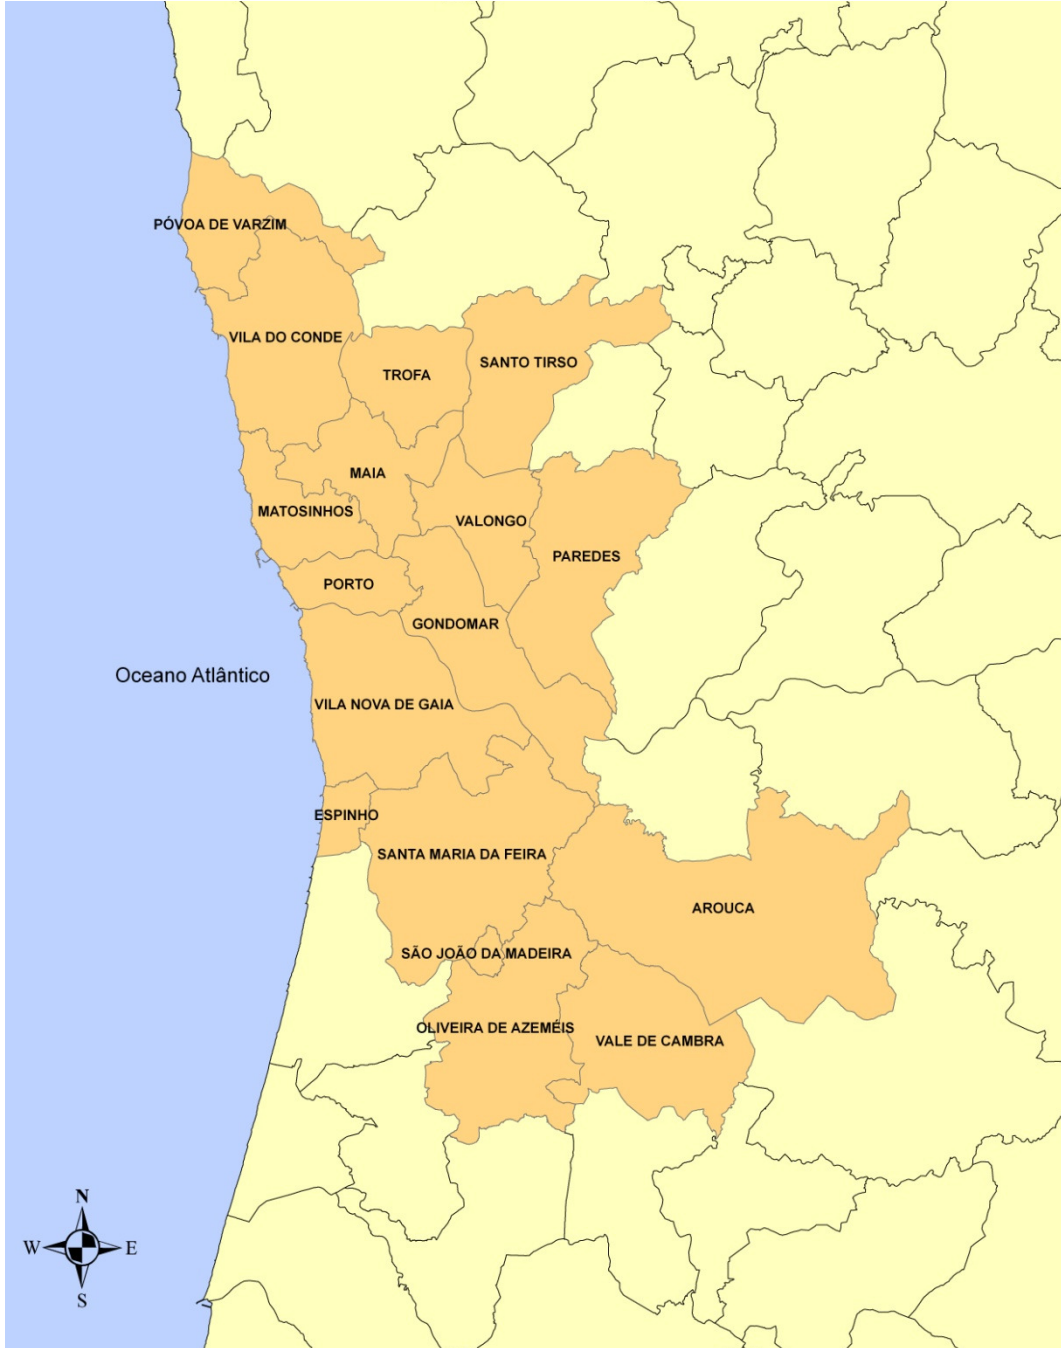 PÓVOA DE VARZIM
VILA DO CONDE
TROFA
SANTO TIRSO
MAIA
MATOSINHOS
VALONGO
PAREDES
PORTO
GONDOMAR
Oceano Atlântico
VILA NOVA DE GAIA
ESPINHO
SANTA MARIA DA FEIRA
AROUCA
SÃO JOÃO DA MADEIRA
OLIVEIRA DE AZEMÉIS
VALE DE CAMBRA
N
W
E
S